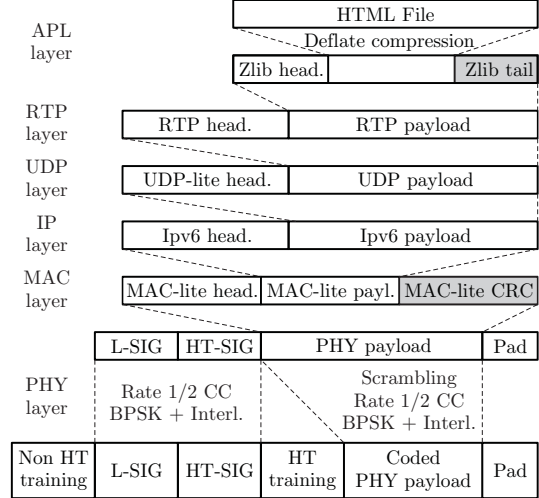 APL
layer
HTML File
Deflate compression
Zlib head.
Zlib tail
RTP
layer
RTP head.
RTP payload
UDP
layer
UDP-lite head.
UDP payload
IP
layer
Ipv6 head.
Ipv6 payload
MAC
layer
MAC-lite head.
MAC-lite payl.
MAC-lite CRC
L-SIG
HT-SIG
PHY payload
Pad
PHY
layer
Rate 1/2 CC
BPSK + Interl.
Scrambling
Rate 1/2 CC
BPSK + Interl.
Non HT
training
L-SIG
HT-SIG
HT
training
Coded
PHY payload
Pad